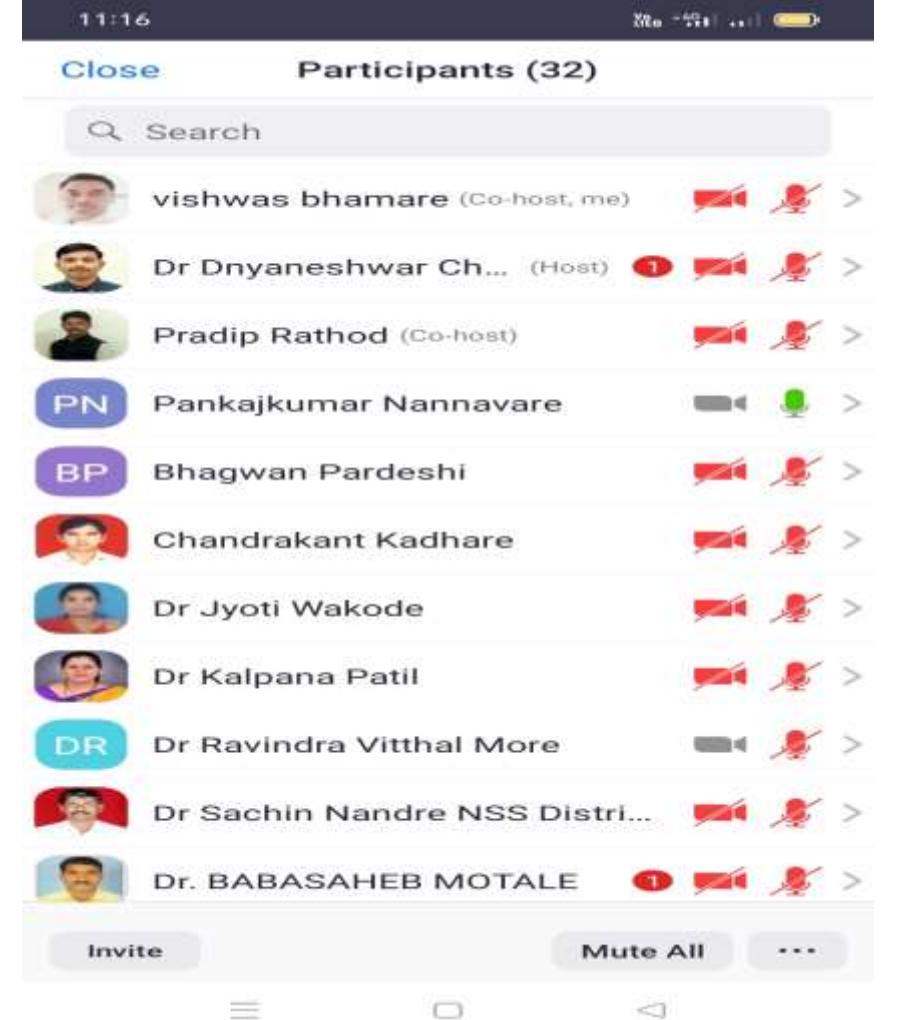 11:16
Close Participants (32)
Search
vishwas bhamare (Co-host, me)
Dr Dnyaneshwar Ch... (Host) 1
Pradip Rathod (Co-host)
PN Pankajkumar Nannavare
BP Bhagwan Pardeshi
Chandrakant Kadhare
Dr Jyoti Wakode
Dr Kalpana Patil
DR Dr Ravindra Vitthal More
Dr Sachin Nandre NSS Distri...
Dr. BABASAHEB MOTALE 1
Invite Mute All ...